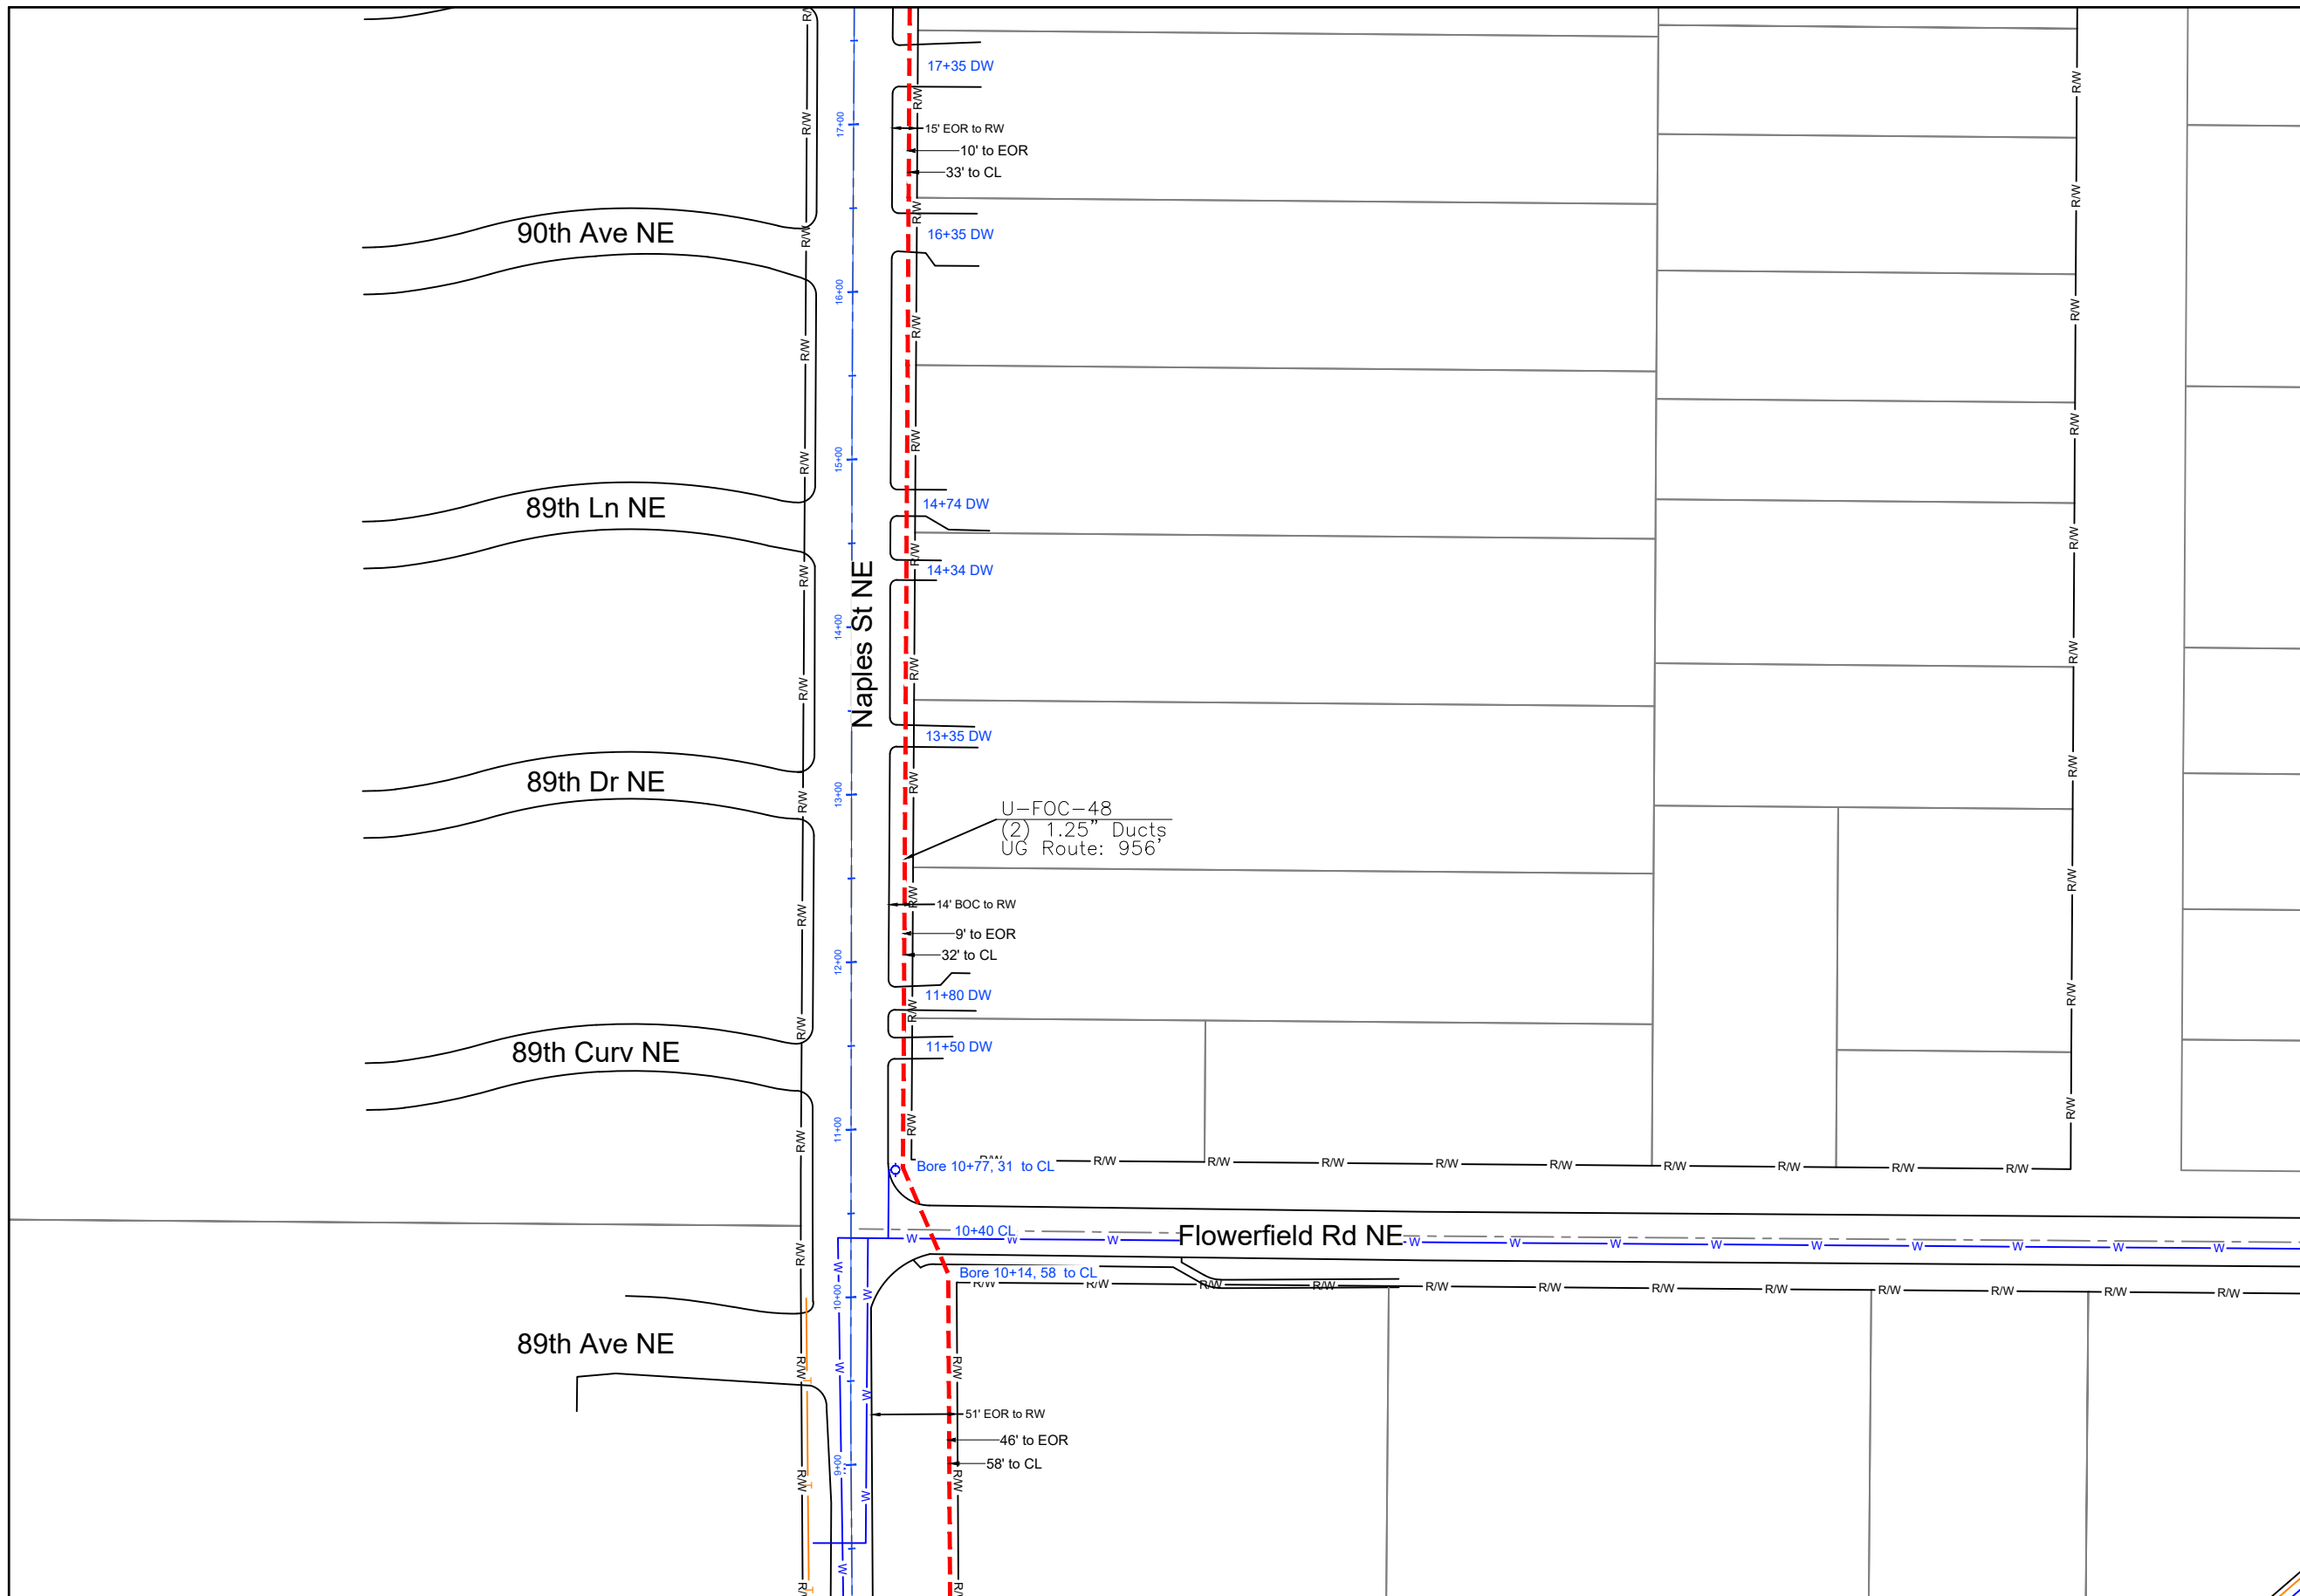 R/W
17+35 DW
R/W
R/W
R/W
17+00
15' EOR to RW
10' to EOR
33' to CL
R/W
R/W
90th Ave NE
R/W
16+35 DW
16+00
R/W
R/W
R/W
R/W
R/W
R/W
15+00
14+74 DW
89th Ln NE
R/W
R/W
14+34 DW
R/W
Naples St NE
14+00
R/W
R/W
R/W
13+35 DW
89th Dr NE
R/W
R/W
R/W
13+00
U-FOC-48
(2) 1.25" Ducts
UG Route: 956'
R/W
R/W
R/W
14' BOC to RW
9' to EOR
32' to CL
12+00
11+80 DW
R/W
R/W
R/W
89th Curv NE
11+50 DW
R/W
R/W
R/W
11+00
Bore 10+77, 31 to CL
R/W
R/W
R/W
R/W
R/W
R/W
R/W
R/W
R/W
R/W
10+40 CL
Flowerfield Rd NE
W
W
W
W
W
W
W
W
W
W
W
W
W
Bore 10+14, 58 to CL
R/W
R/W
R/W
R/W
R/W
R/W
R/W
R/W
R/W
R/W
R/W
R/W
W
W
10+00
89th Ave NE
R/W
T
W
W
R/W
51' EOR to RW
46' to EOR
58' to CL
9+00
R/W
T
W
R/W
W
R/
T
R/